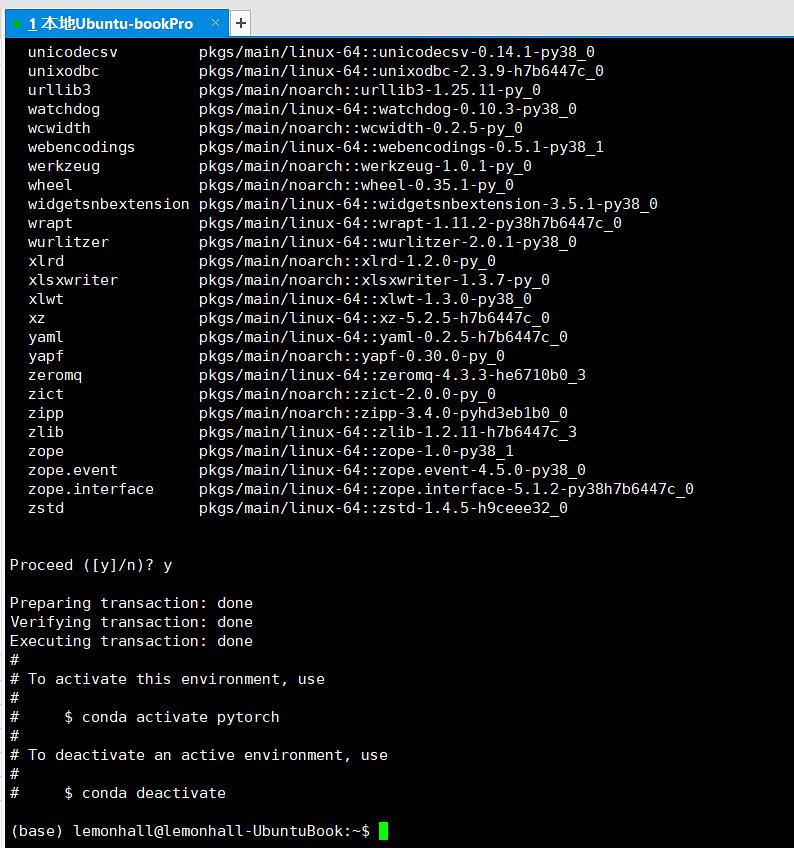 1 本地Ubuntu-bookPro × +
unicodecsv pkgs/main/linux-64::unicodecsv-0.14.1-py38_0
unixodbc pkgs/main/linux-64::unixodbc-2.3.9-h7b6447c_0
urllib3 pkgs/main/noarch::urllib3-1.25.11-py_0
watchdog pkgs/main/linux-64::watchdog-0.10.3-py38_0
wcwidth pkgs/main/noarch::wcwidth-0.2.5-py_0
webencodings pkgs/main/linux-64::webencodings-0.5.1-py38_1
werkzeug pkgs/main/noarch::werkzeug-1.0.1-py_0
wheel pkgs/main/noarch::wheel-0.35.1-py_0
widgetsnbextension pkgs/main/linux-64::widgetsnbextension-3.5.1-py38_0
wrapt pkgs/main/linux-64::wrapt-1.11.2-py38h7b6447c_0
wurlitzer pkgs/main/linux-64::wurlitzer-2.0.1-py38_0
xlrd pkgs/main/noarch::xlrd-1.2.0-py_0
xlsxwriter pkgs/main/noarch::xlsxwriter-1.3.7-py_0
xlwt pkgs/main/linux-64::xlwt-1.3.0-py38_0
xz pkgs/main/linux-64::xz-5.2.5-h7b6447c_0
yaml pkgs/main/linux-64::yaml-0.2.5-h7b6447c_0
yapf pkgs/main/noarch::yapf-0.30.0-py_0
zeromq pkgs/main/linux-64::zeromq-4.3.3-he6710b0_3
zict pkgs/main/noarch::zict-2.0.0-py_0
zipp pkgs/main/noarch::zipp-3.4.0-pyhd3eb1b0_0
zlib pkgs/main/linux-64::zlib-1.2.11-h7b6447c_3
zope pkgs/main/linux-64::zope-1.0-py38_1
zope.event pkgs/main/linux-64::zope.event-4.5.0-py38_0
zope.interface pkgs/main/linux-64::zope.interface-5.1.2-py38h7b6447c_0
zstd pkgs/main/linux-64::zstd-1.4.5-h9ceee32_0
Proceed ([y]/n)? y
Preparing transaction: done
Verifying transaction: done
Executing transaction: done
#
# To activate this environment, use
#
# $ conda activate pytorch
#
# To deactivate an active environment, use
#
# $ conda deactivate
(base) lemonhall@lemonhall-UbuntuBook:~$